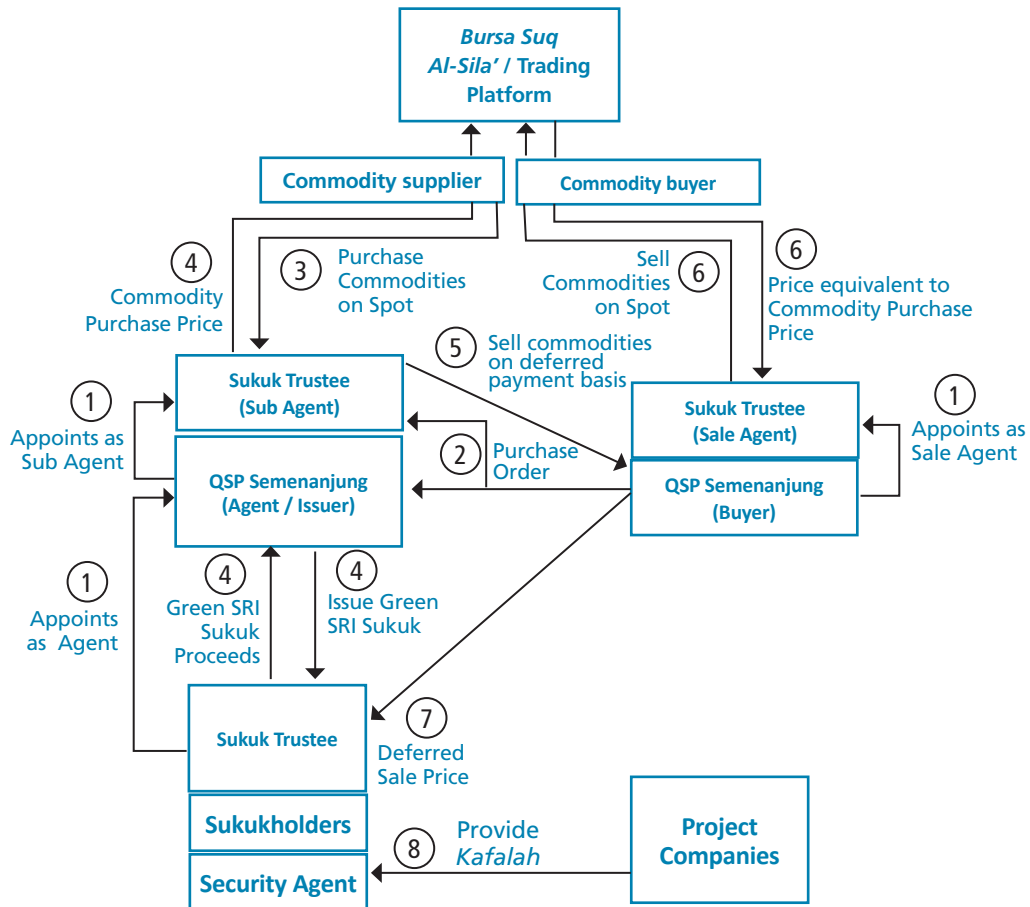 Bursa Suq
Al-Sila’ / Trading
Platform
Commodity supplier
Commodity buyer
4
Commodity
Purchase Price
3
Purchase
Commodities
on Spot
Sell
Commodities
on Spot
6
6
Price equivalent to
Commodity Purchase
Price
5
Sell commodities
on deferred
payment basis
Sukuk Trustee
(Sub Agent)
Sukuk Trustee
(Sale Agent)
1
Appoints as
Sub Agent
2
Purchase
Order
1
Appoints as
Sale Agent
QSP Semenanjung
(Agent / Issuer)
QSP Semenanjung
(Buyer)
1
Appoints
as Agent
4
Green SRI
Sukuk
Proceeds
4
Issue Green
SRI Sukuk
Sukuk Trustee
7
Deferred
Sale Price
Sukukholders
Security Agent
8
Provide
Kafalah
Project
Companies